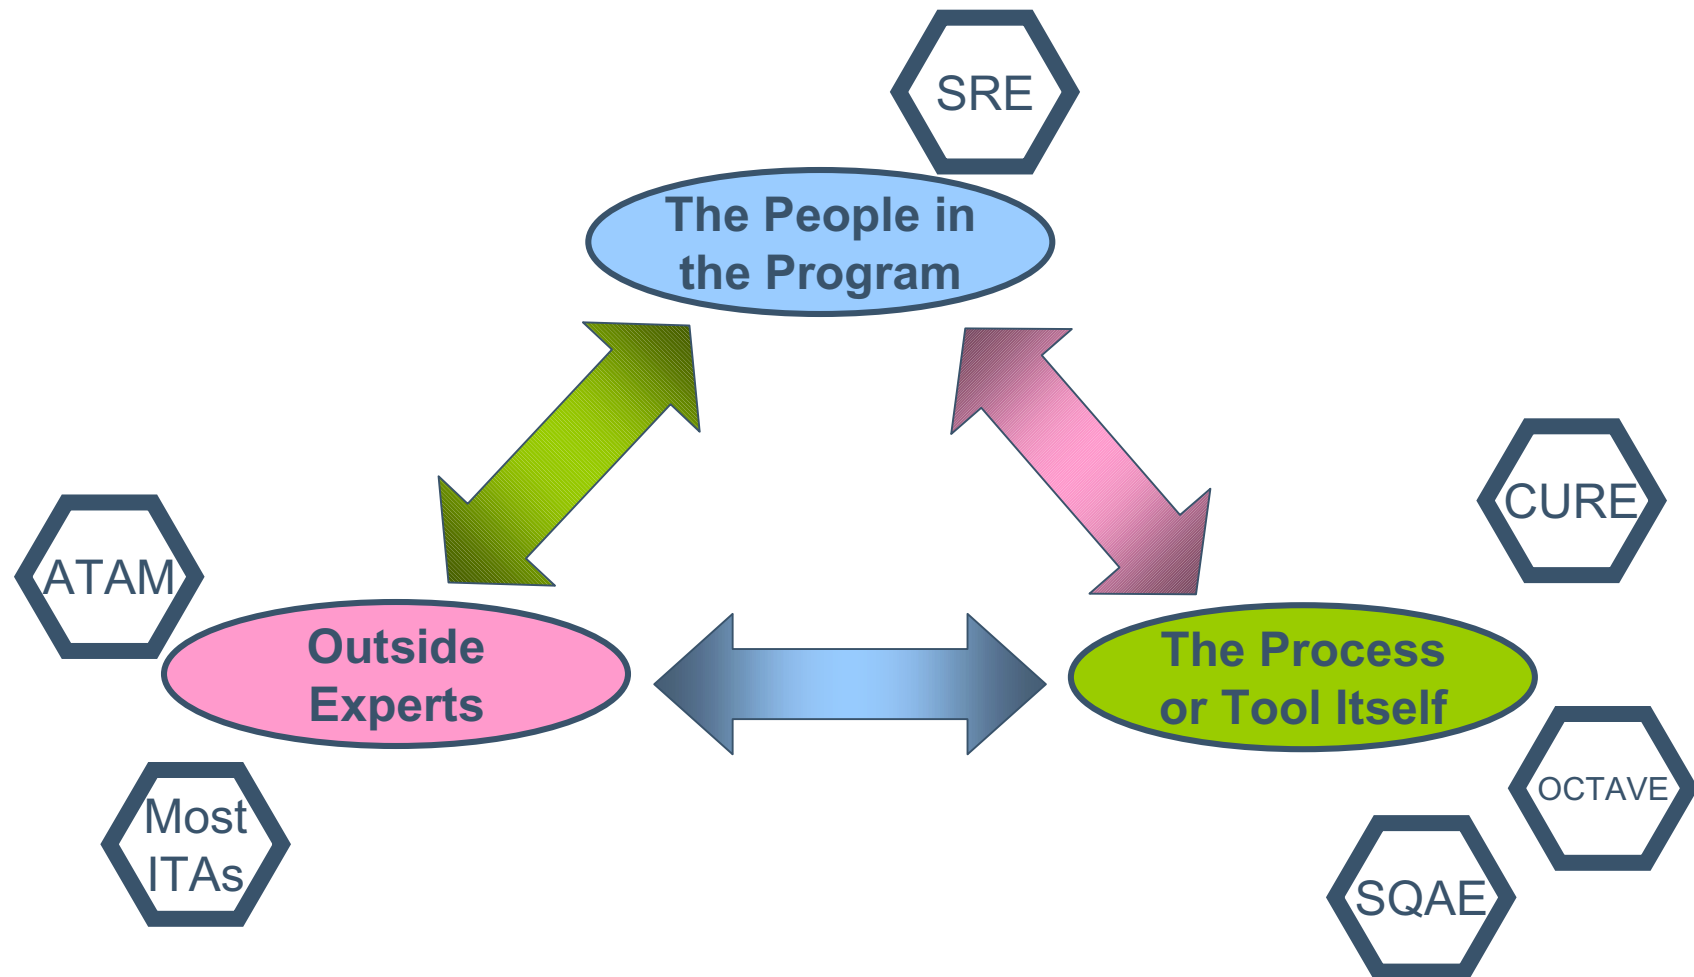 SRE
The People in
the Program
CURE
ATAM
Outside
Experts
The Process
or Tool Itself
OCTAVE
Most
ITAs
SQAE